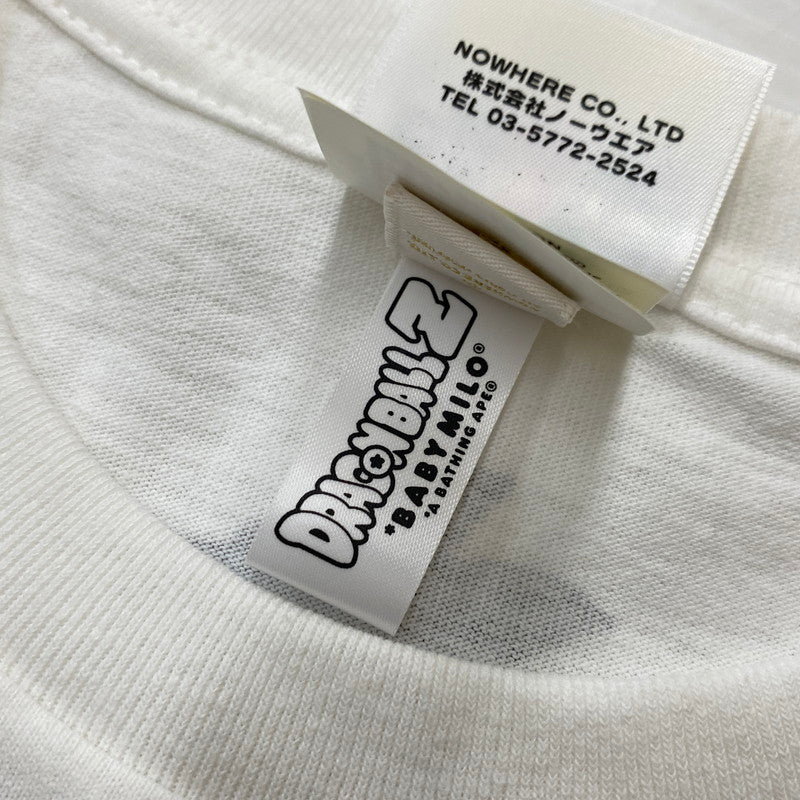 NOWHERE CO., LTD
株式会社ノーウエア
TEL 03-5772-2524
DRAGONBALL Z
*BABY MILO®
*A BATHING APE®